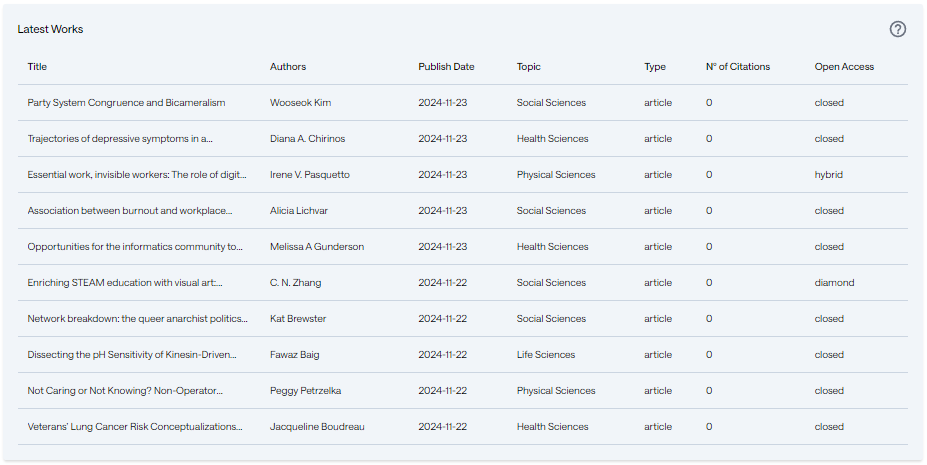 Latest Works
Title Authors Publish Date Topic Type Nº of Citations Open Access
Party System Congruence and Bicameralism Wooseok Kim 2024-11-23 Social Sciences article 0 closed
Trajectories of depressive symptoms in a... Diana A. Chirinos 2024-11-23 Health Sciences article 0 closed
Essential work, invisible workers: The role of digit... Irene V. Pasquetto 2024-11-23 Physical Sciences article 0 hybrid
Association between burnout and workplace... Alicia Lichvar 2024-11-23 Social Sciences article 0 closed
Opportunities for the informatics community to... Melissa A Gunderson 2024-11-23 Health Sciences article 0 closed
Enriching STEAM education with visual art:... C. N. Zhang 2024-11-22 Social Sciences article 0 diamond
Network breakdown: the queer anarchist politics... Kat Brewster 2024-11-22 Social Sciences article 0 closed
Dissecting the pH Sensitivity of Kinesin-Driven... Fawaz Baig 2024-11-22 Life Sciences article 0 closed
Not Caring or Not Knowing? Non-Operator... Peggy Petrzelka 2024-11-22 Physical Sciences article 0 closed
Veterans' Lung Cancer Risk Conceptualizations... Jacqueline Boudreau 2024-11-22 Health Sciences article 0 closed